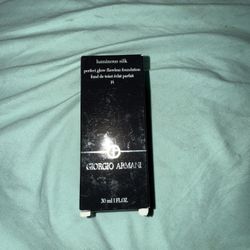 luminous silk
perfect glow flawless foundation
fond de teint éclat parfait
GIORGIO ARMANI
30 ml 1 FL.OZ.